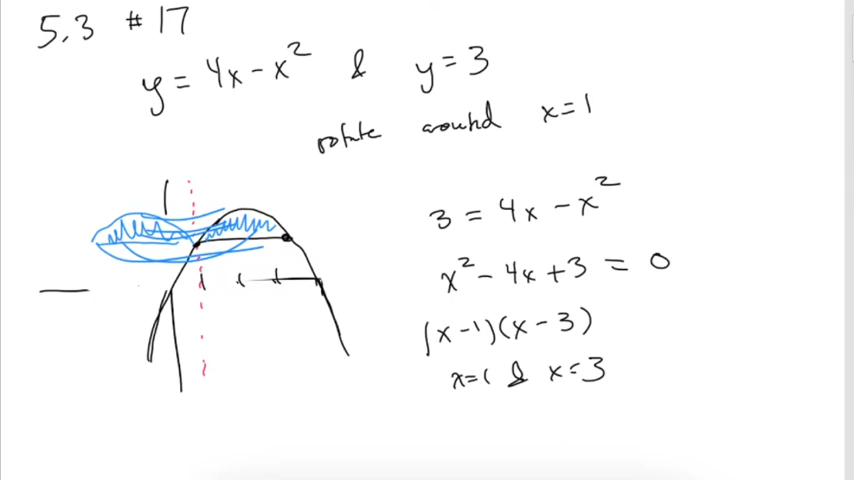 5.3 #17
y = 4x - x² & y = 3
rotate around x = 1
3 = 4x - x²
x² - 4x + 3 = 0
(x - 1)(x - 3)
x = 1 & x = 3